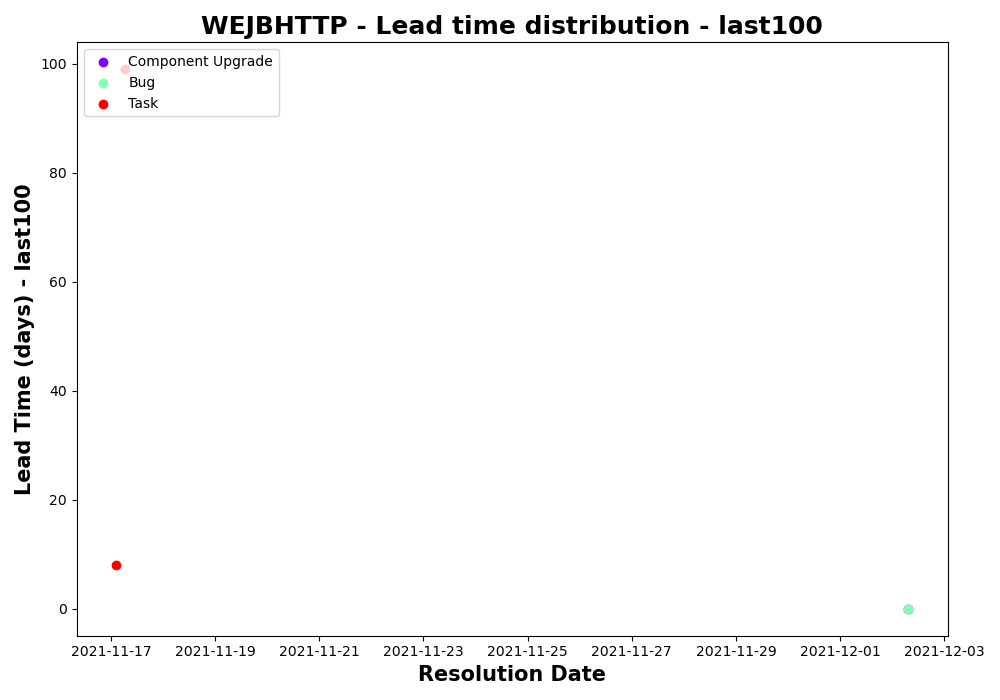 WEJBHTTP - Lead time distribution - last100
Component Upgrade
Bug
Task
Lead Time (days) - last100
100
80
60
40
20
0
2021-11-17 2021-11-19 2021-11-21 2021-11-23 2021-11-25 2021-11-27 2021-11-29 2021-12-01 2021-12-03
Resolution Date